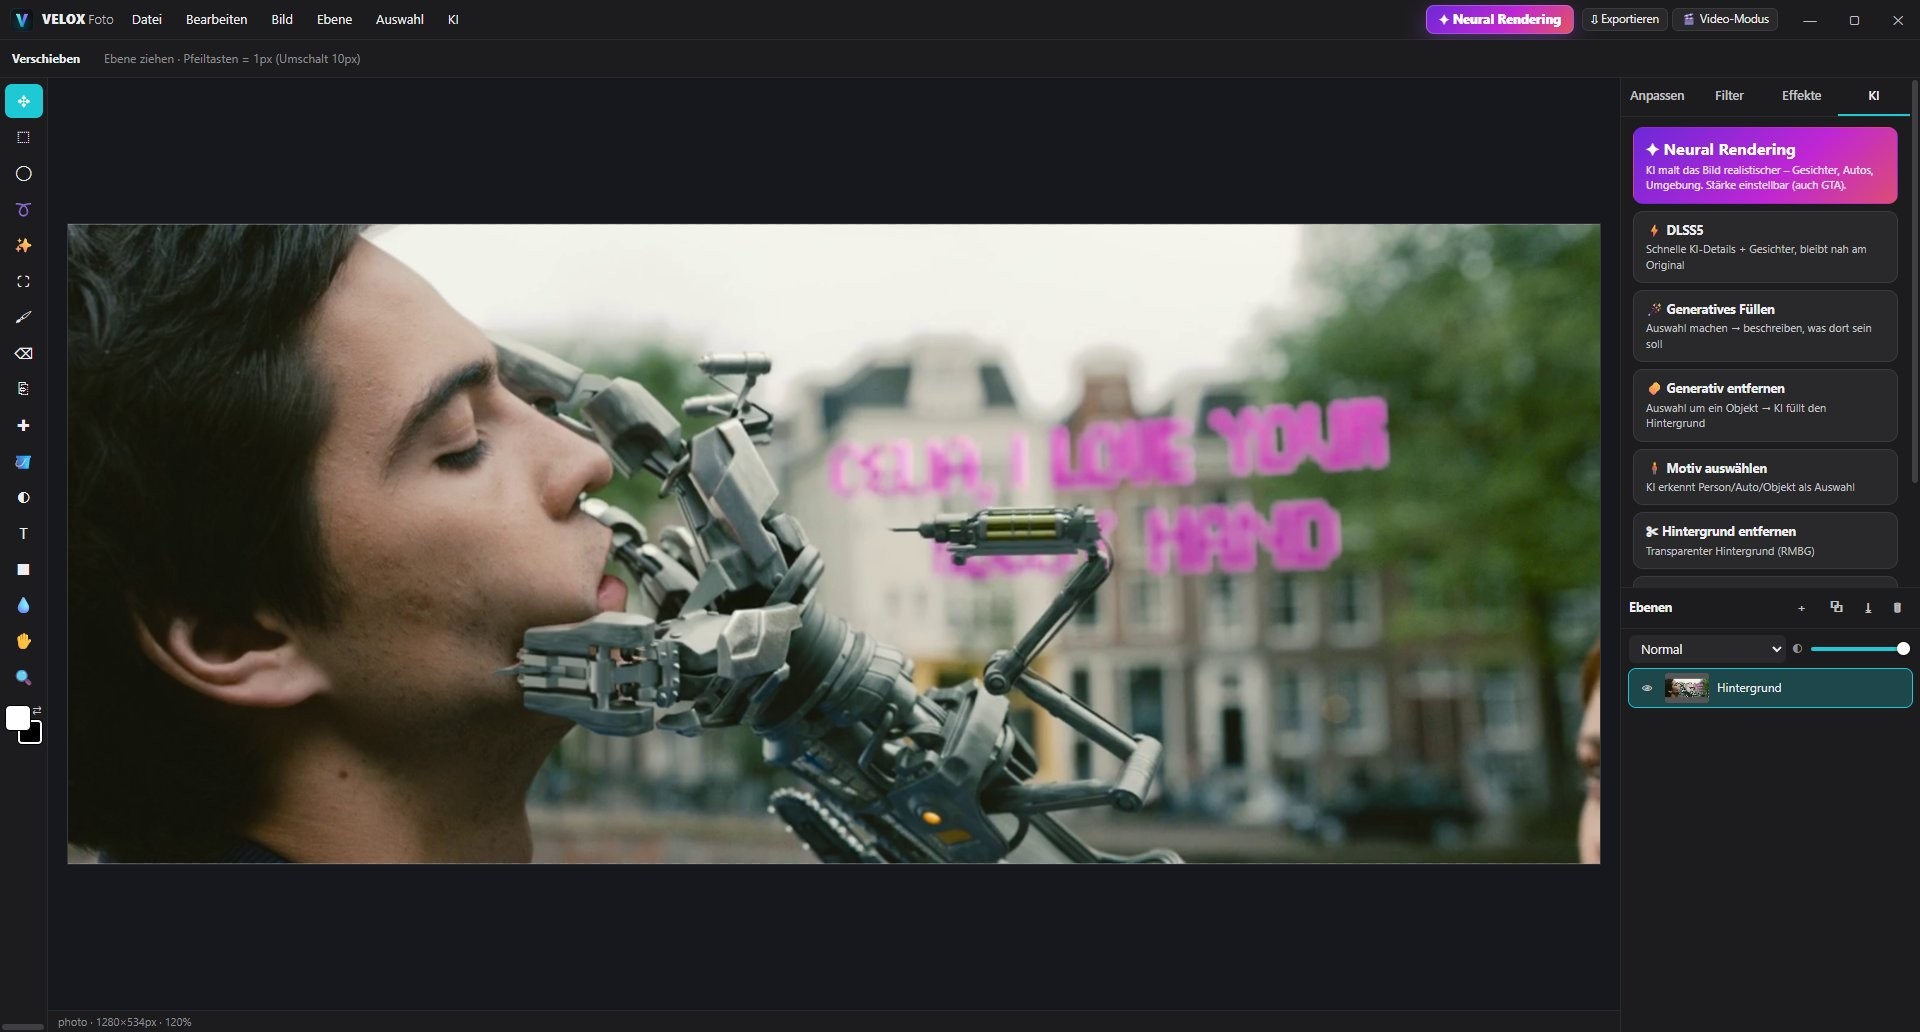 VELOX Foto Datei Bearbeiten Bild Ebene Auswahl KI Neural Rendering Exportieren Video-Modus
Verschieben Ebene ziehen · Pfeiltasten = 1px (Umschalt 10px)
Anpassen Filter Effekte KI
Neural Rendering
KI malt das Bild realistischer – Gesichter, Autos,
Umgebung. Stärke einstellbar (auch GTA).
DLSS5
Schnelle KI-Details + Gesichter, bleibt nah am
Original
Generatives Füllen
Auswahl machen → beschreiben, was dort sein
soll
Generativ entfernen
Auswahl um ein Objekt → KI füllt den
Hintergrund
Motiv auswählen
KI erkennt Person/Auto/Objekt als Auswahl
Hintergrund entfernen
Transparenter Hintergrund (RMBG)
Ebenen
Normal
Hintergrund
T
CELIA, I LOVE YOUR
HAND
photo · 1280×534px · 120%